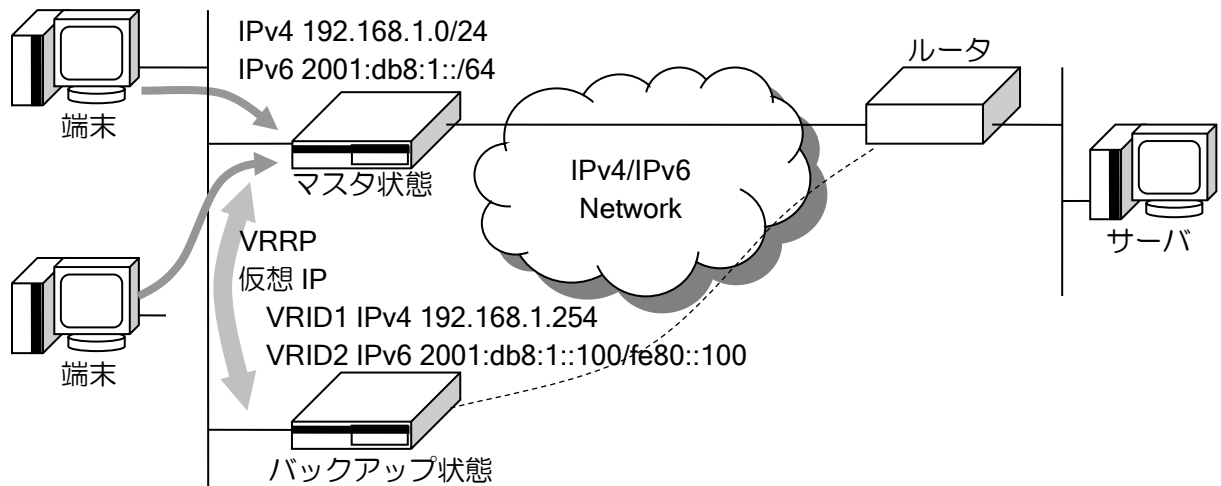 IPv4 192.168.1.0/24
IPv6 2001:db8:1::/64
ルータ
端末
マスタ状態
IPv4/IPv6
Network
サーバ
VRRP
仮想 IP
VRID1 IPv4 192.168.1.254
VRID2 IPv6 2001:db8:1::100/fe80::100
端末
バックアップ状態